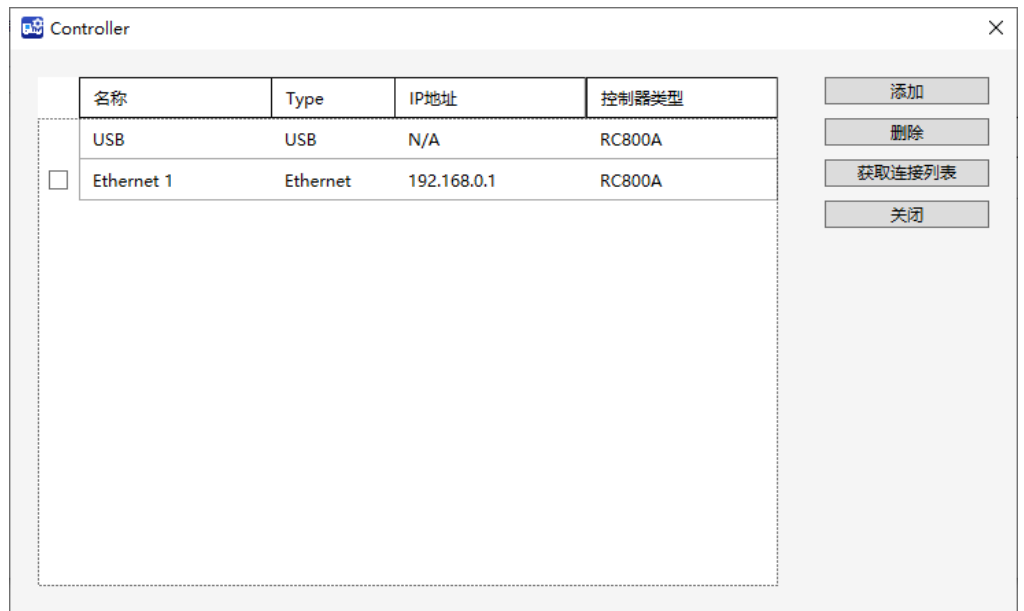 Controller
名称 Type IP地址 控制器类型
USB USB N/A RC800A
Ethernet 1 Ethernet 192.168.0.1 RC800A
添加
删除
获取连接列表
关闭